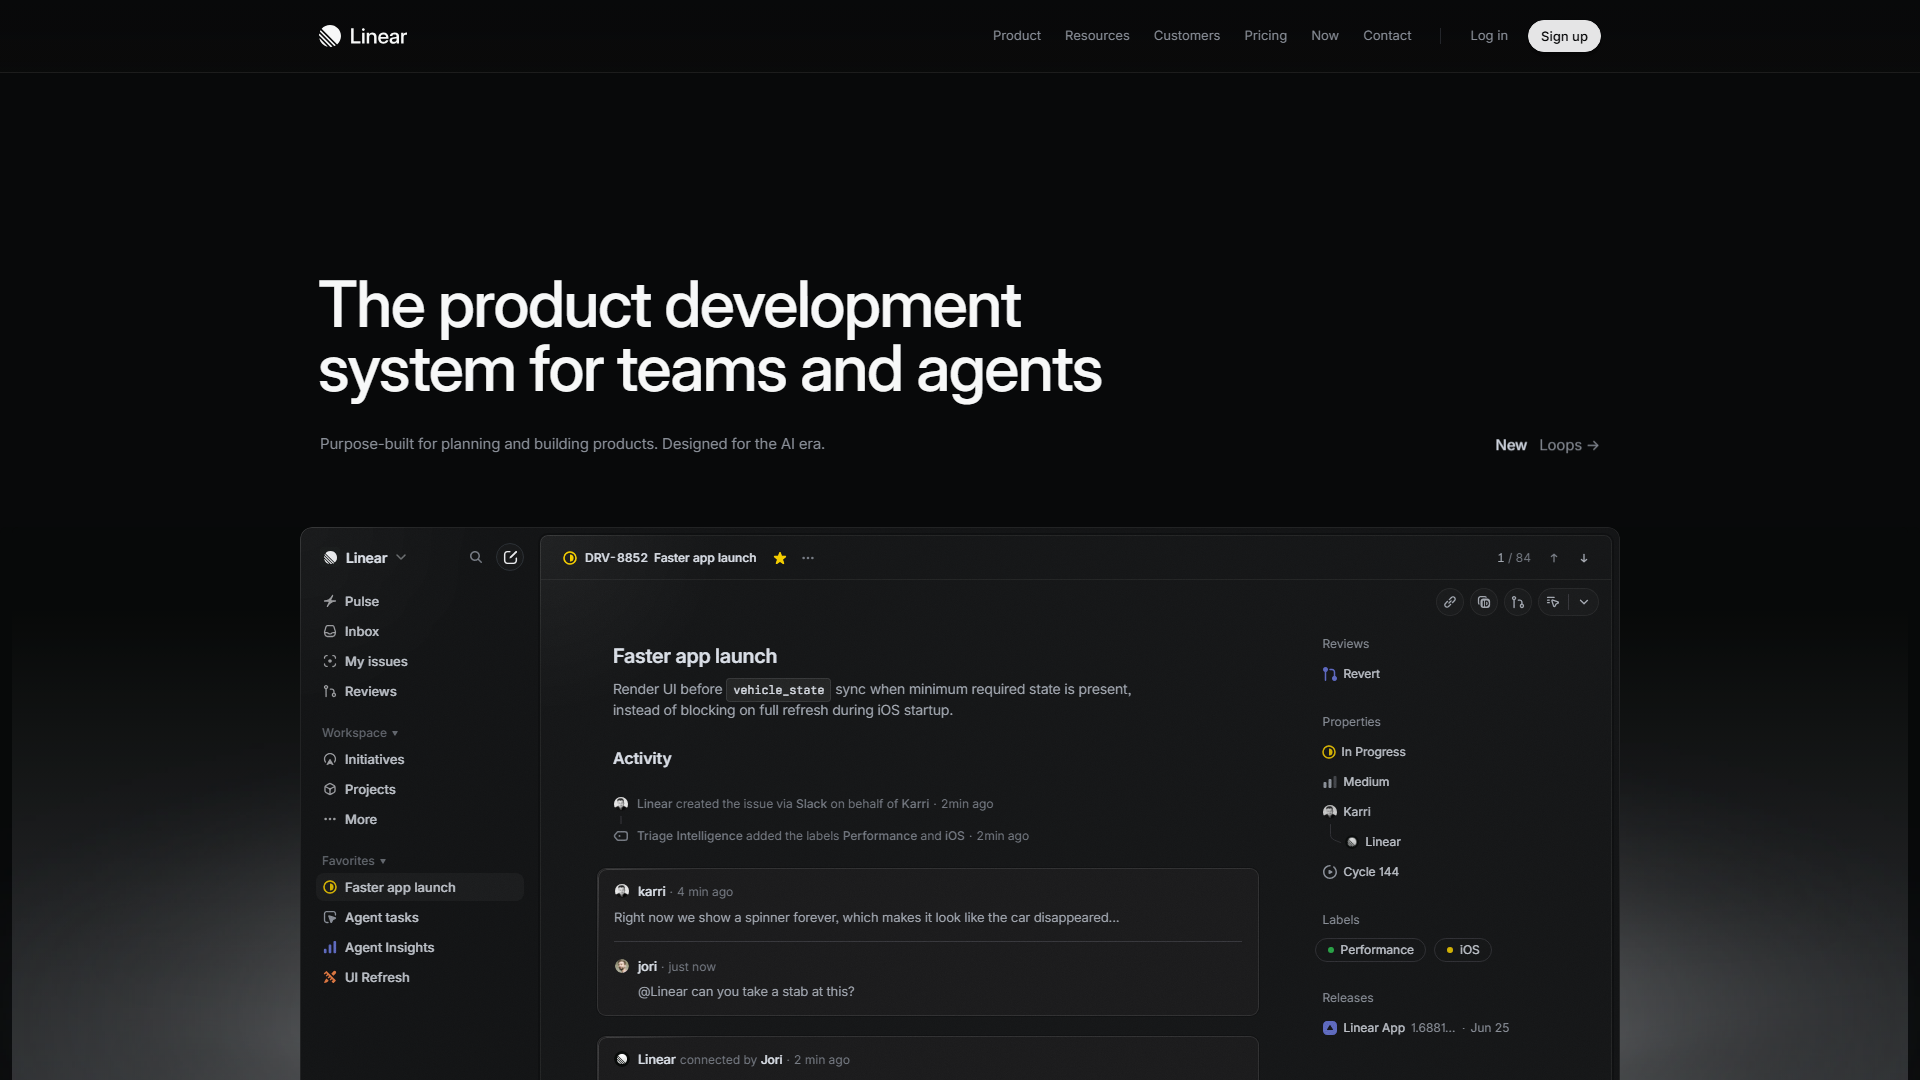 Linear
Product Resources Customers Pricing Now Contact Log in Sign up
The product development
system for teams and agents
Purpose-built for planning and building products. Designed for the AI era.
New Loops →
Linear
Pulse
Inbox
My issues
Reviews
Workspace
Initiatives
Projects
More
Favorites
Faster app launch
Agent tasks
Agent Insights
UI Refresh
DRV-8852 Faster app launch
1 / 84
Faster app launch
Render UI before vehicle_state sync when minimum required state is present,
instead of blocking on full refresh during iOS startup.
Activity
Linear created the issue via Slack on behalf of Karri · 2min ago
Triage Intelligence added the labels Performance and iOS · 2min ago
karri · 4 min ago
Right now we show a spinner forever, which makes it look like the car disappeared...
jori · just now
@Linear can you take a stab at this?
Linear connected by Jori · 2 min ago
Reviews
Revert
Properties
In Progress
Medium
Karri
Linear
Cycle 144
Labels
Performance iOS
Releases
Linear App 1.6881... · Jun 25